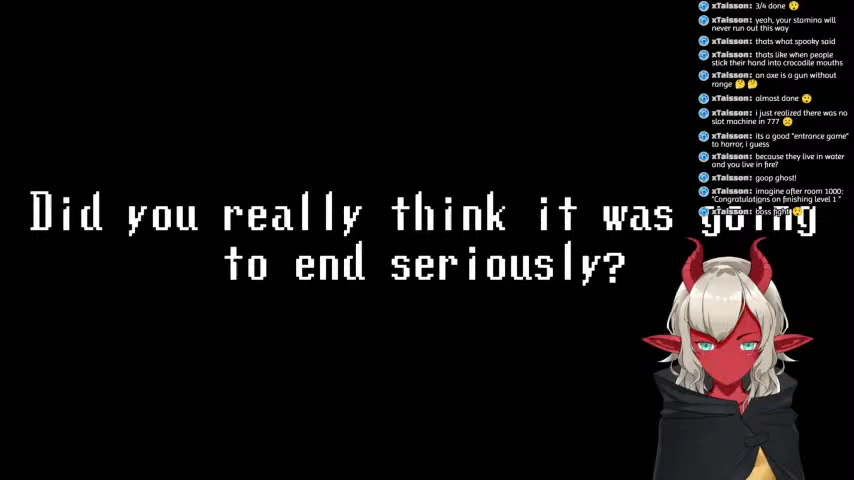 xTaisson: 3/4 done
xTaisson: yeah, your stamina will
never run out this way
xTaisson: thats what spooky said
xTaisson: thats like when people
stick their hand into crocodile mouths
xTaisson: an axe is a gun without
range
xTaisson: almost done
xTaisson: i just realized there was no
slot machine in 777
xTaisson: its a good "entrance game"
to horror, i guess
xTaisson: because they live in water
and you live in fire?
xTaisson: goop ghost!
xTaisson: imagine after room 1000:
"Congratulations on finishing level 1 "
xTaisson: boss fight
Did you really think it was going
to end seriously?